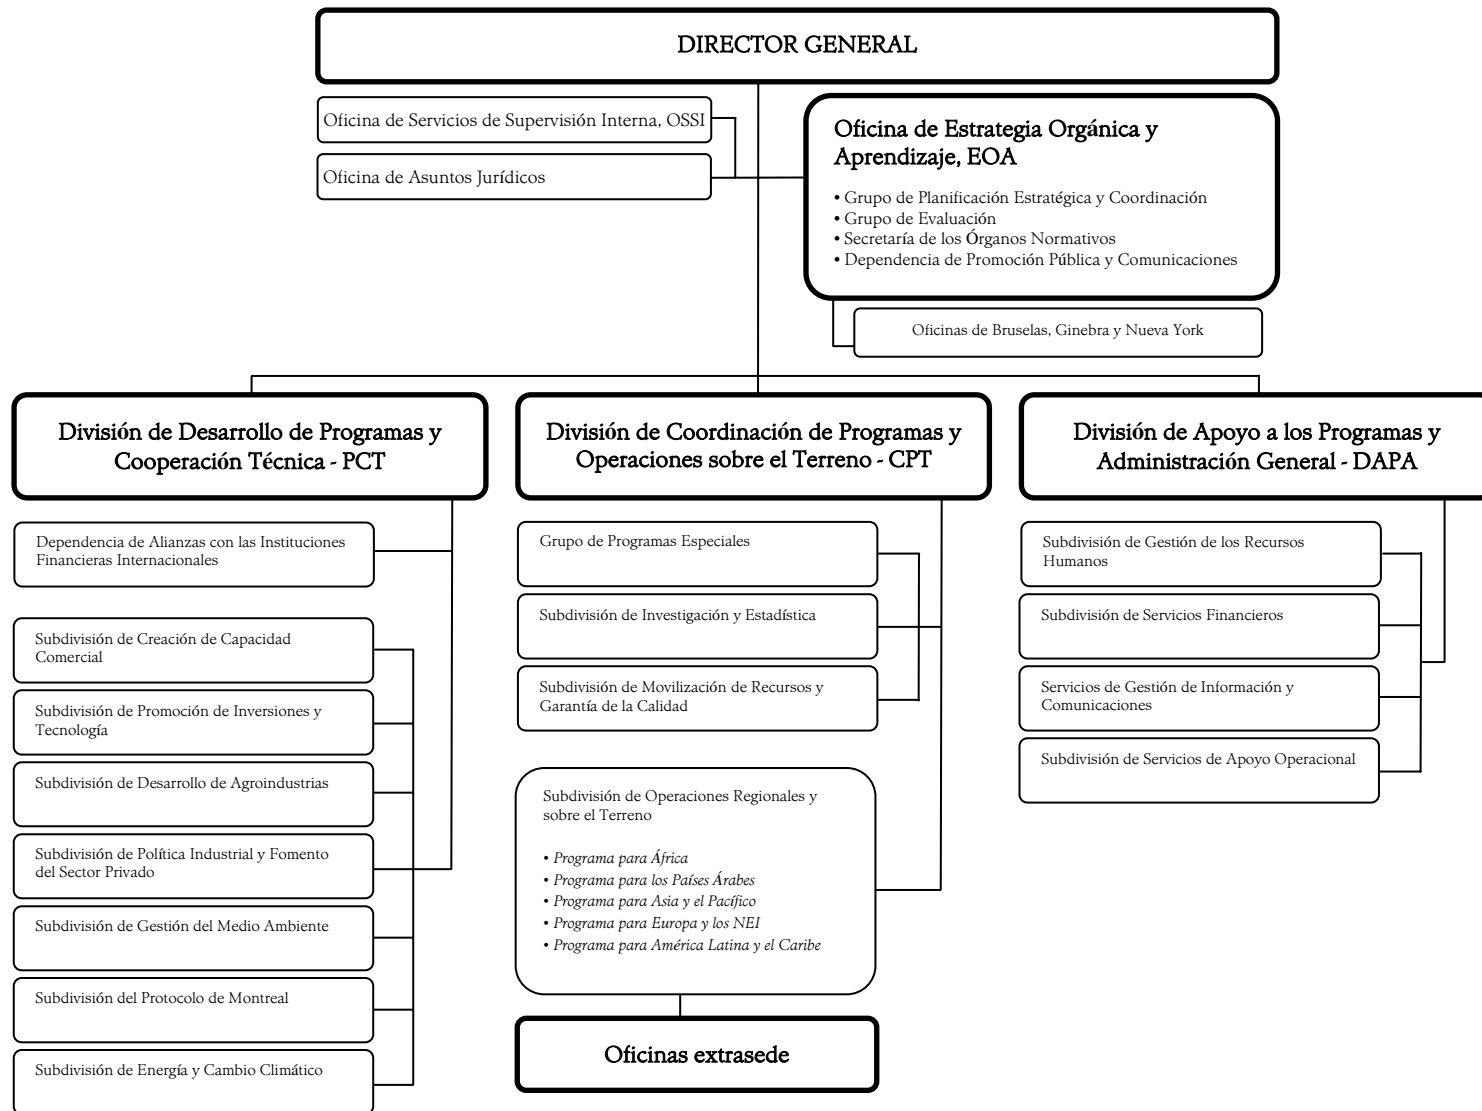 DIRECTOR GENERAL
Oficina de Servicios de Supervisión Interna, OSSI
Oficina de Asuntos Jurídicos
Oficina de Estrategia Orgánica y
Aprendizaje, EOA
• Grupo de Planificación Estratégica y Coordinación
• Grupo de Evaluación
• Secretaría de los Órganos Normativos
• Dependencia de Promoción Pública y Comunicaciones
Oficinas de Bruselas, Ginebra y Nueva York
División de Desarrollo de Programas y
Cooperación Técnica - PCT
Dependencia de Alianzas con las Instituciones
Financieras Internacionales
Subdivisión de Creación de Capacidad
Comercial
Subdivisión de Promoción de Inversiones y
Tecnología
Subdivisión de Desarrollo de Agroindustrias
Subdivisión de Política Industrial y Fomento
del Sector Privado
Subdivisión de Gestión del Medio Ambiente
Subdivisión del Protocolo de Montreal
Subdivisión de Energía y Cambio Climático
División de Coordinación de Programas y
Operaciones sobre el Terreno - CPT
Grupo de Programas Especiales
Subdivisión de Investigación y Estadística
Subdivisión de Movilización de Recursos y
Garantía de la Calidad
Subdivisión de Operaciones Regionales y
sobre el Terreno
• Programa para África
• Programa para los Países Árabes
• Programa para Asia y el Pacífico
• Programa para Europa y los NEI
• Programa para América Latina y el Caribe
Oficinas extrasede
División de Apoyo a los Programas y
Administración General - DAPA
Subdivisión de Gestión de los Recursos
Humanos
Subdivisión de Servicios Financieros
Servicios de Gestión de Información y
Comunicaciones
Subdivisión de Servicios de Apoyo Operacional